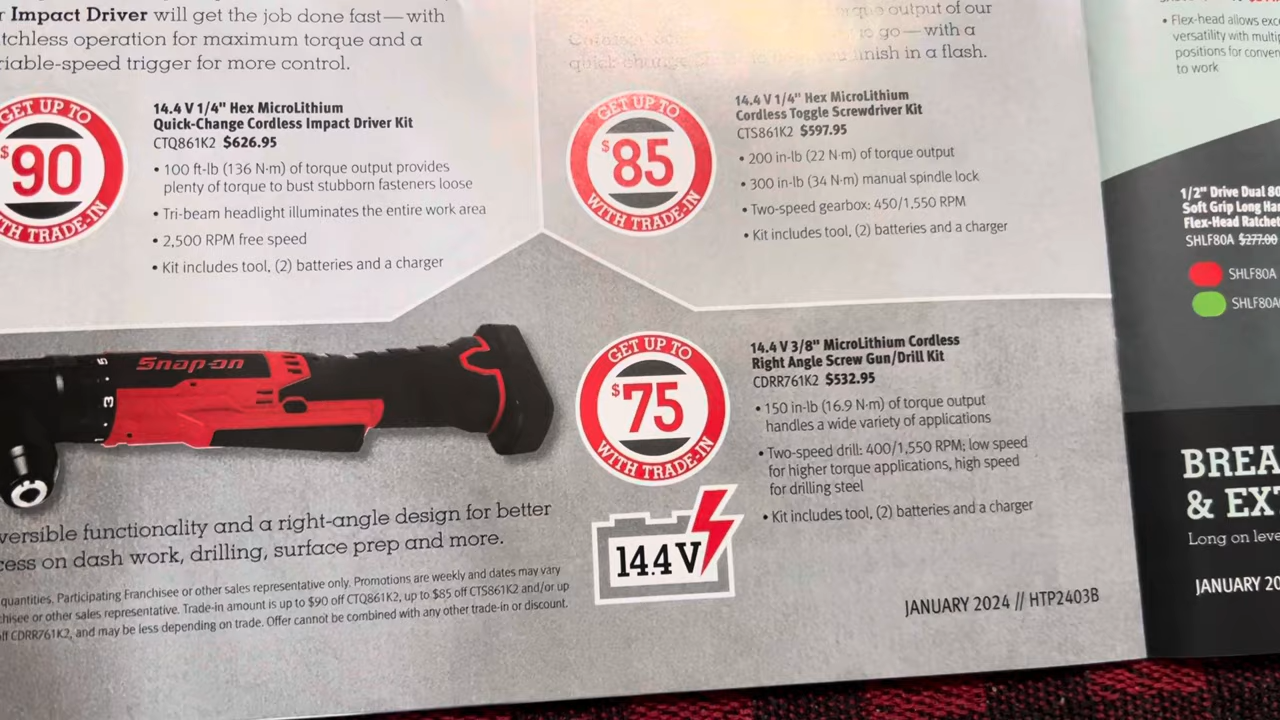 Impact Driver will get the job done fast—with
tchless operation for maximum torque and a
riable-speed trigger for more control.
GET UP TO
$90
WITH TRADE-IN
14.4 V 1/4" Hex MicroLithium
Quick-Change Cordless Impact Driver Kit
CTQ861K2 $626.95
• 100 ft-lb (136 N·m) of torque output provides
plenty of torque to bust stubborn fasteners loose
• Tri-beam headlight illuminates the entire work area
• 2,500 RPM free speed
• Kit includes tool, (2) batteries and a charger
rque output of our
to go—with a
quick-change finish in a flash.
GET UP TO
$85
WITH TRADE-IN
14.4 V 1/4" Hex MicroLithium
Cordless Toggle Screwdriver Kit
CTS861K2 $597.95
• 200 in-lb (22 N·m) of torque output
• 300 in-lb (34 N·m) manual spindle lock
• Two-speed gearbox: 450/1,550 RPM
• Kit includes tool, (2) batteries and a charger
Snap-on
5
3
1
versible functionality and a right-angle design for better
cess on dash work, drilling, surface prep and more.
quantities. Participating Franchisee or other sales representative only. Promotions are weekly and dates may vary
chisee or other sales representative. Trade-in amount is up to $90 off CTQ861K2, up to $85 off CTS861K2 and/or up
ff CDRR761K2, and may be less depending on trade. Offer cannot be combined with any other trade-in or discount.
GET UP TO
$75
WITH TRADE-IN
14.4 V
14.4 V 3/8" MicroLithium Cordless
Right Angle Screw Gun/Drill Kit
CDRR761K2 $532.95
• 150 in-lb (16.9 N·m) of torque output
handles a wide variety of applications
• Two-speed drill: 400/1,550 RPM; low speed
for higher torque applications, high speed
for drilling steel
• Kit includes tool, (2) batteries and a charger
JANUARY 2024 // HTP2403B
• Flex-head allows exc
versatility with multip
positions for conven
to work
1/2" Drive Dual 80
Soft Grip Long Han
Flex-Head Ratchet
SHLF80A $277.00
SHLF80A
SHLF80A
BREA
& EXT
Long on leve
JANUARY 20